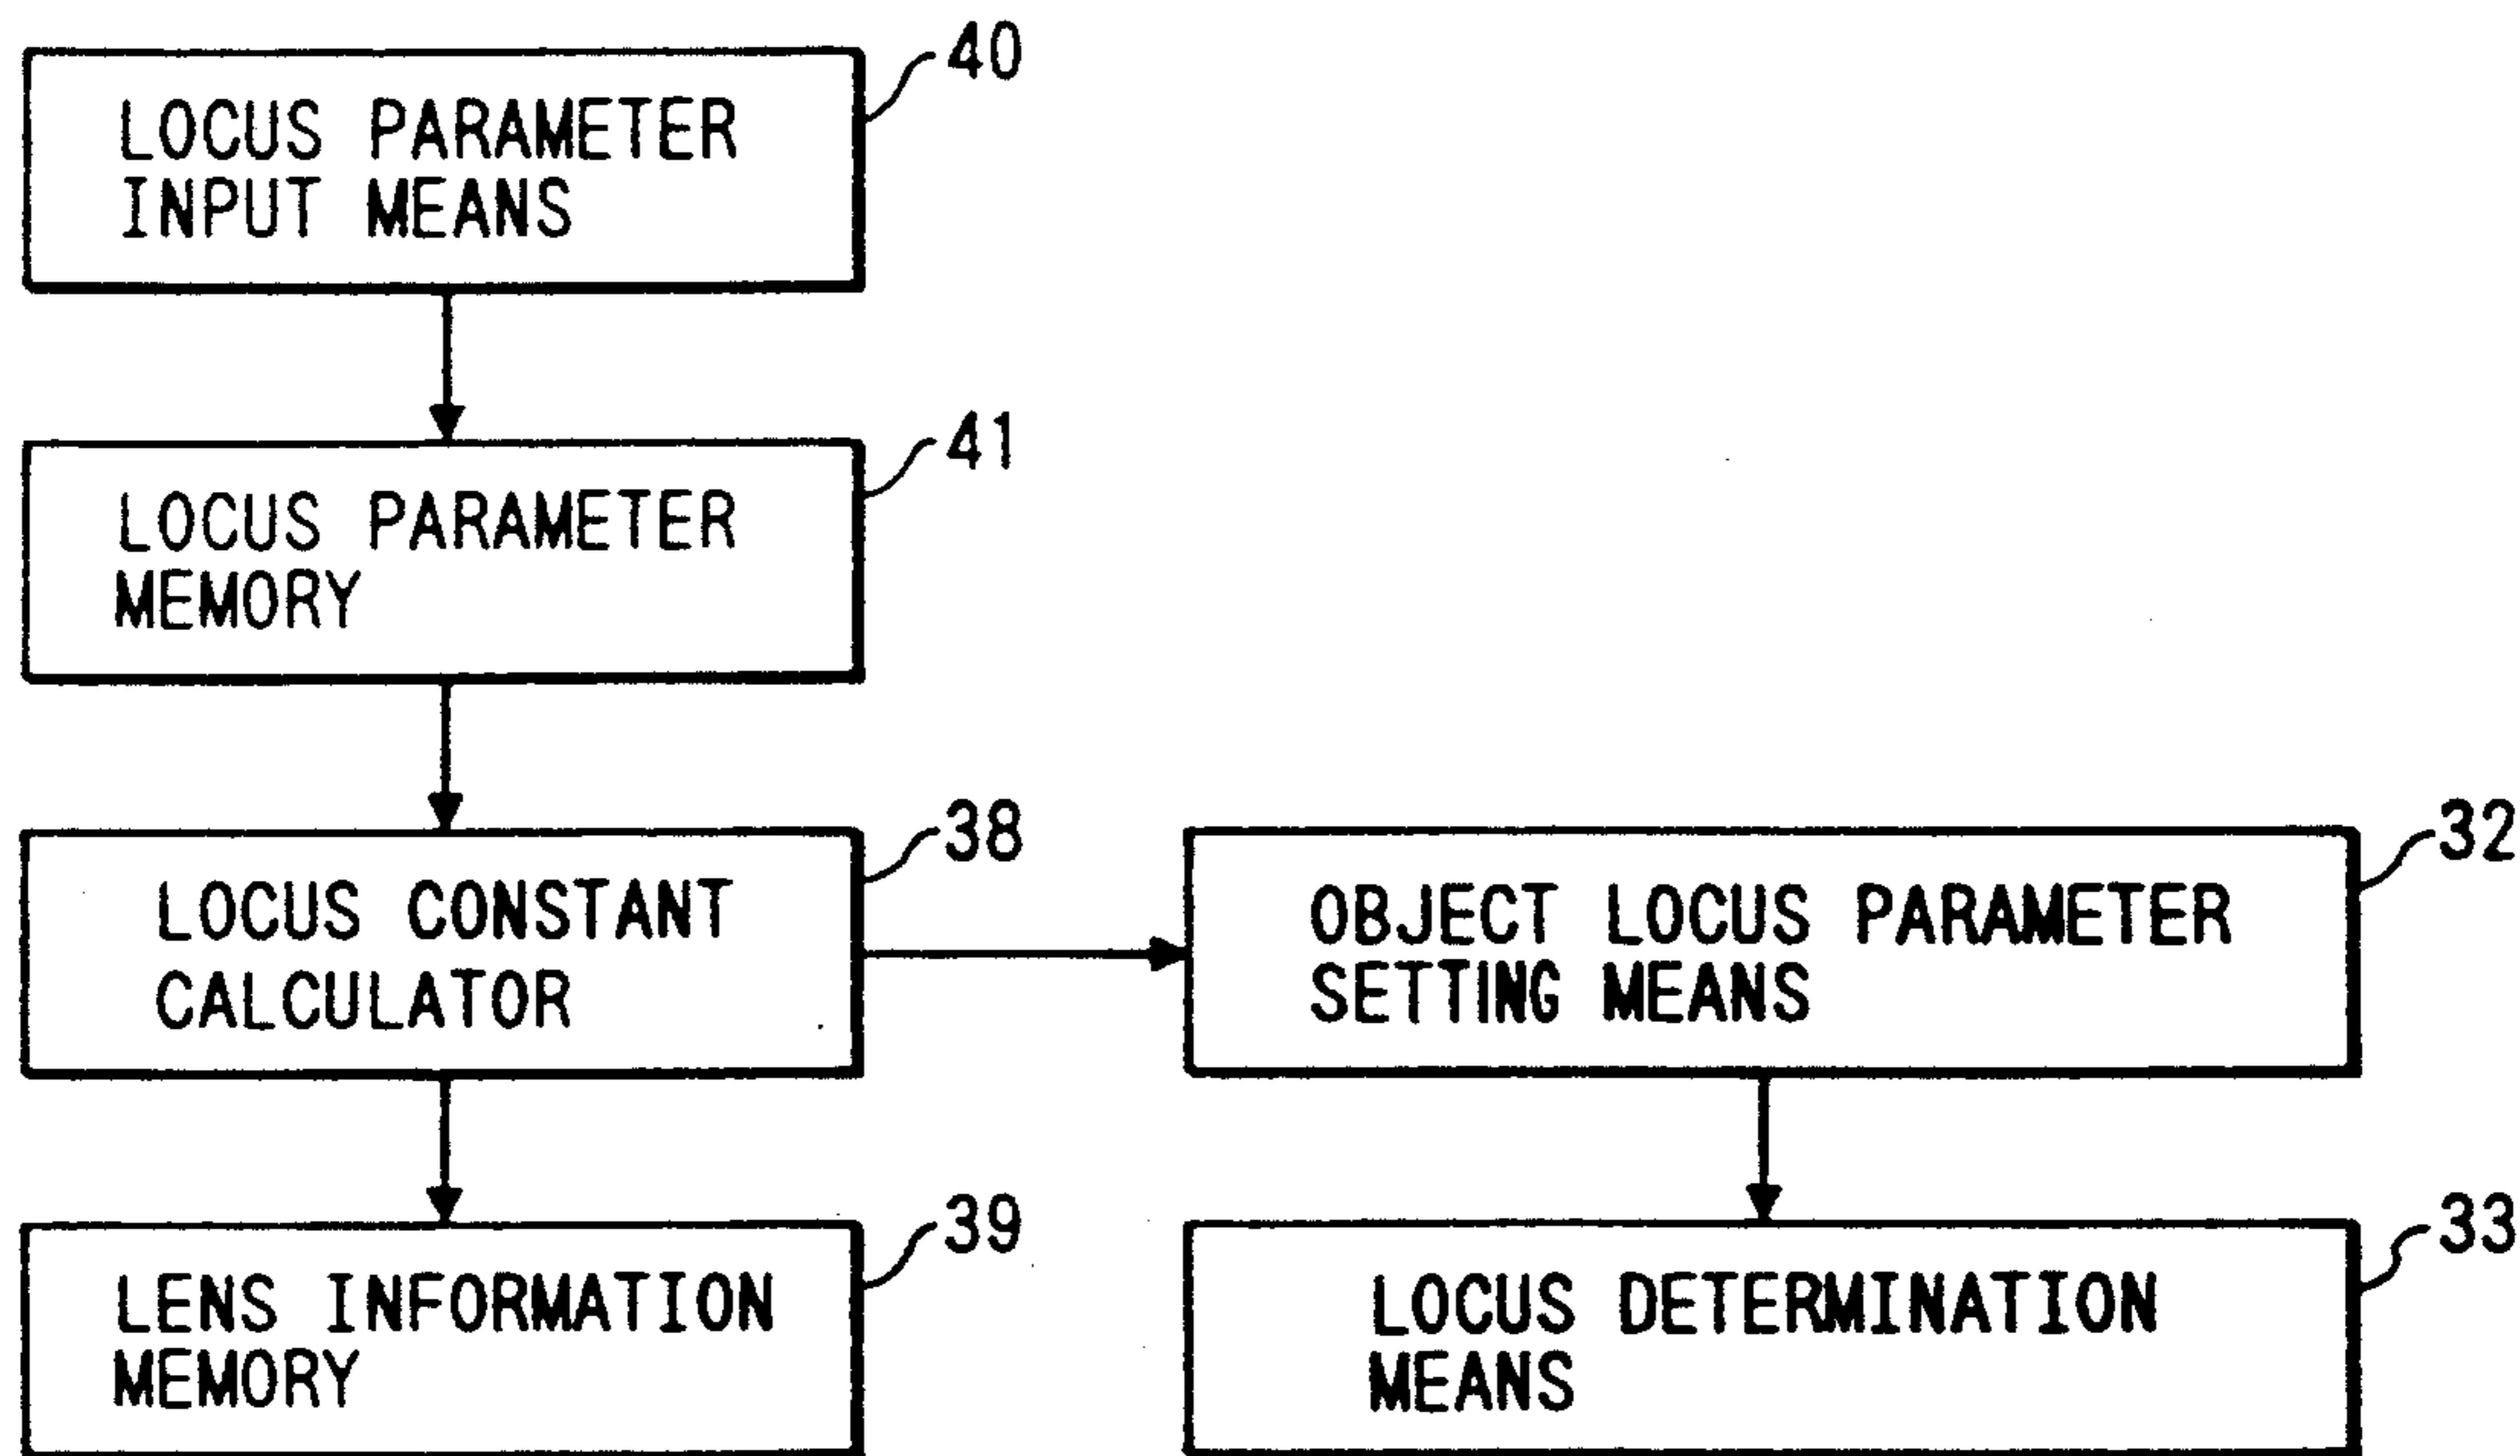 40
LOCUS PARAMETER
INPUT MEANS
41
LOCUS PARAMETER
MEMORY
38
LOCUS CONSTANT
CALCULATOR
32
OBJECT LOCUS PARAMETER
SETTING MEANS
39
LENS INFORMATION
MEMORY
33
LOCUS DETERMINATION
MEANS